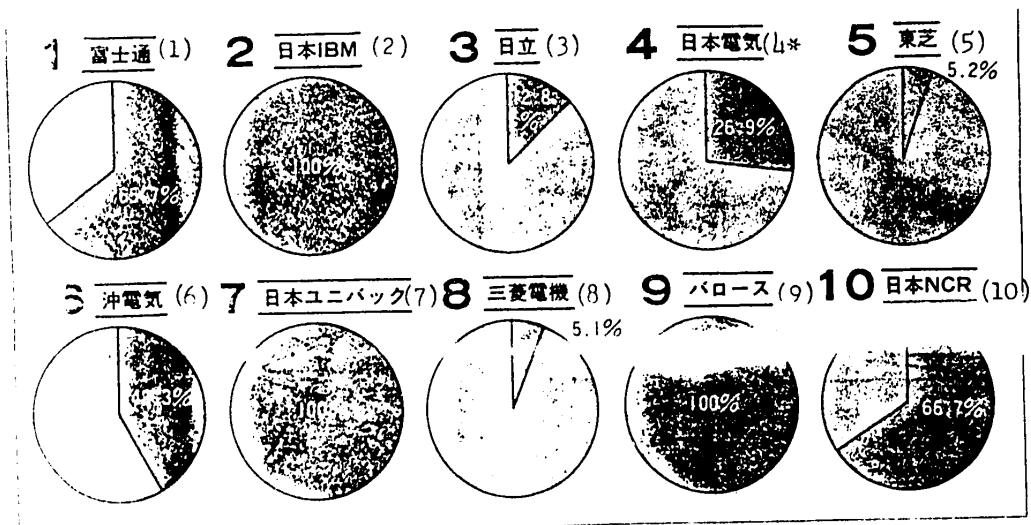 1 富士通 (1) 2 日本IBM (2) 3 日立 (3) 4 日本電気 (4* 5 東芝 (5)
5.2%
26.9%
100%
6 沖電気 (6) 7 日本ユニバック (7) 8 三菱電機 (8) 9 バロース (9) 10 日本NCR (10)
5.1%
100% 100% 66.7%